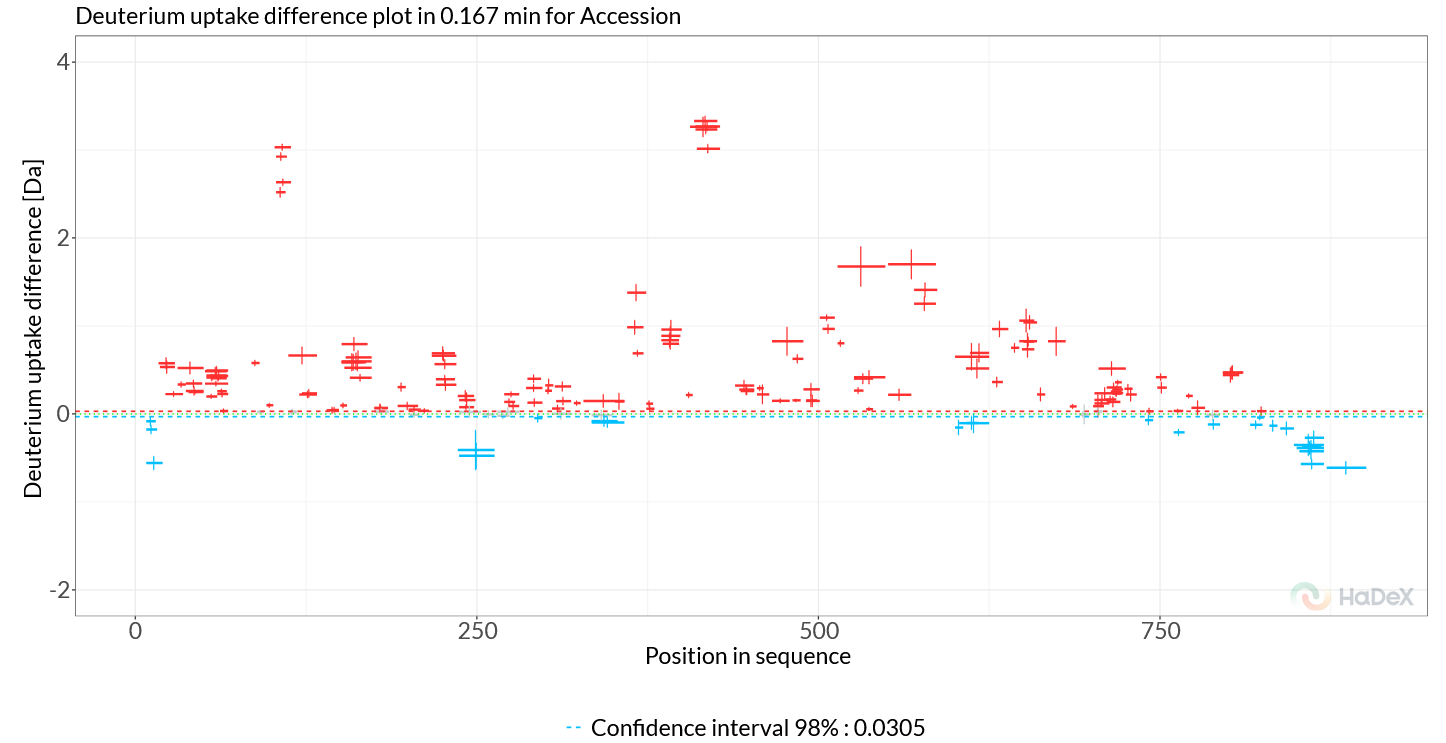 Deuterium uptake difference plot in 0.167 min for Accession
Deuterium uptake difference [Da]
4
2
0
-2
0 250 500 750
Position in sequence
HaDeX
Confidence interval 98% : 0.0305